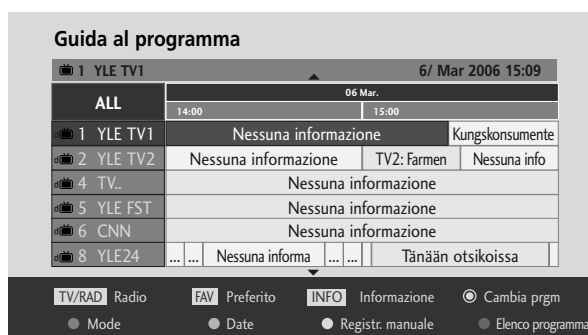 Guida al programma
1 YLE TV1 6/ Mar 2006 15:09
ALL 06 Mar.
14:00 15:00
1 YLE TV1 Nessuna informazione Kungskonsumente
2 YLE TV2 Nessuna informazione TV2: Farmen Nessuna info
4 TV.. Nessuna informazione
5 YLE FST Nessuna informazione
6 CNN Nessuna informazione
8 YLE24 ... ... Nessuna informa ... ... Tänään otsikoissa
TV/RAD Radio FAV Preferito INFO Informazione Cambia prgm
Mode Date Registr. manuale Elenco programma